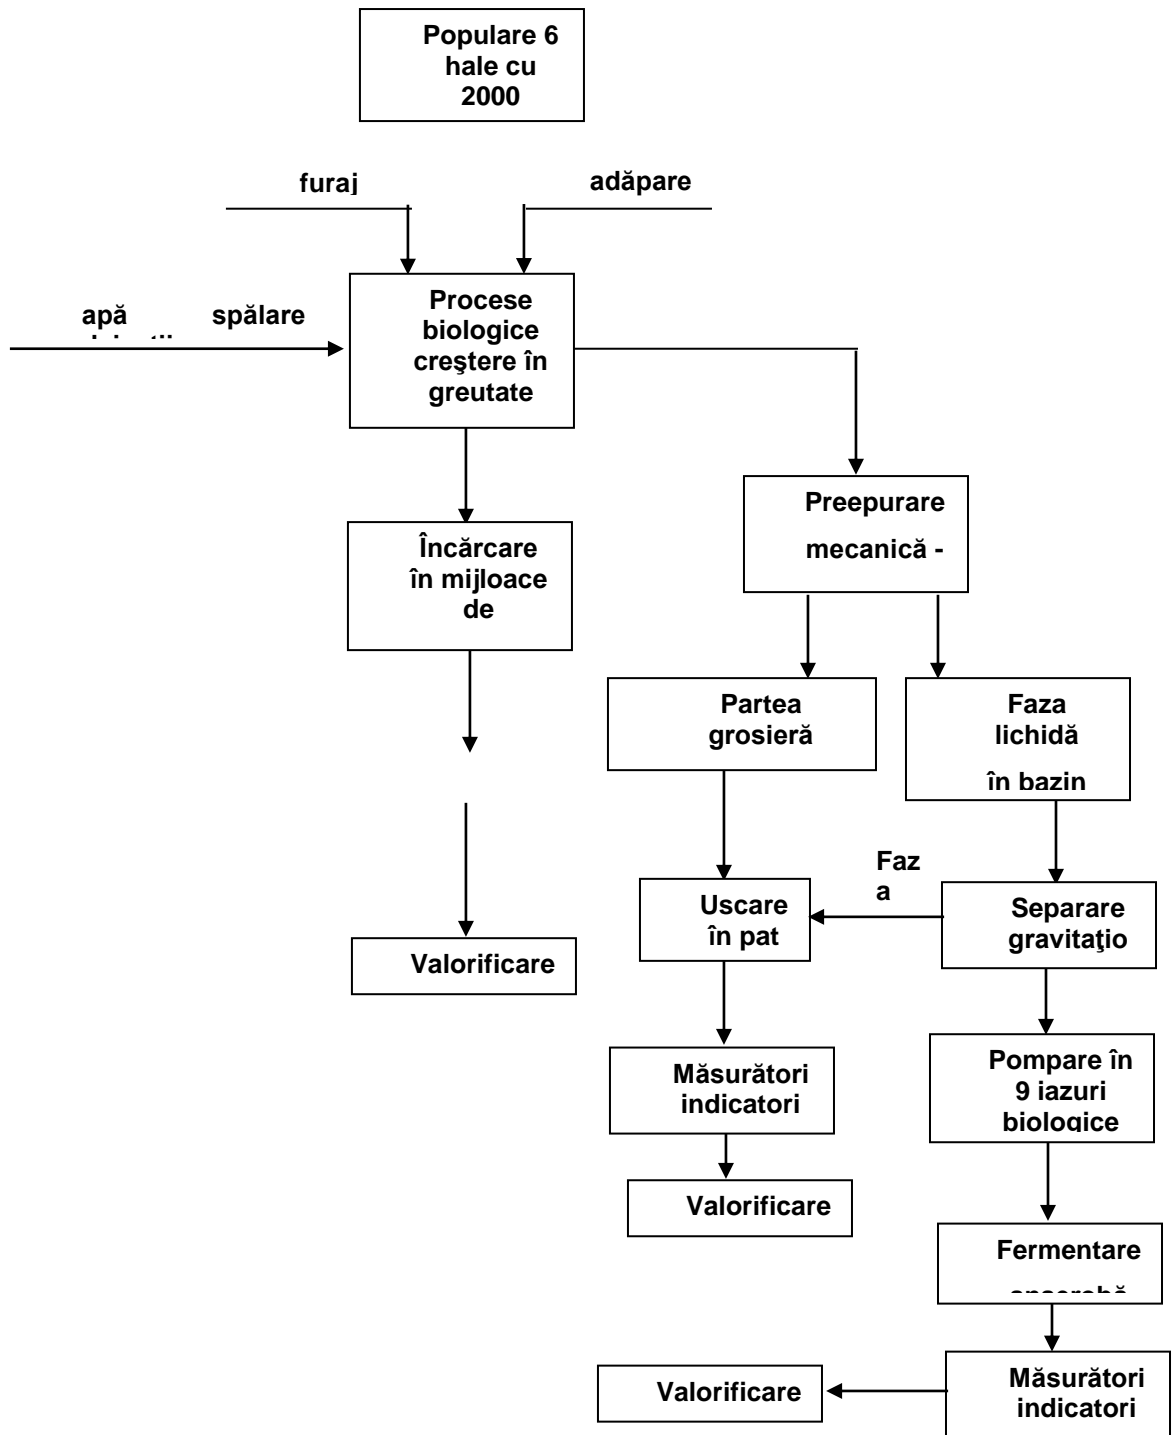 Populare 6
hale cu
2000
furaj
adăpare
apă spălare
Procese
biologice
creştere în
greutate
Preepurare
mecanică -
Încărcare
în mijloace
de
Partea
grosieră
Faza
lichidă
în bazin
Faz
a
Uscare
în pat
Separare
gravitaţio
Valorificare
Măsurători
indicatori
Pompare în
9 iazuri
biologice
Valorificare
Fermentare
anaerobă
Valorificare
Măsurători
indicatori